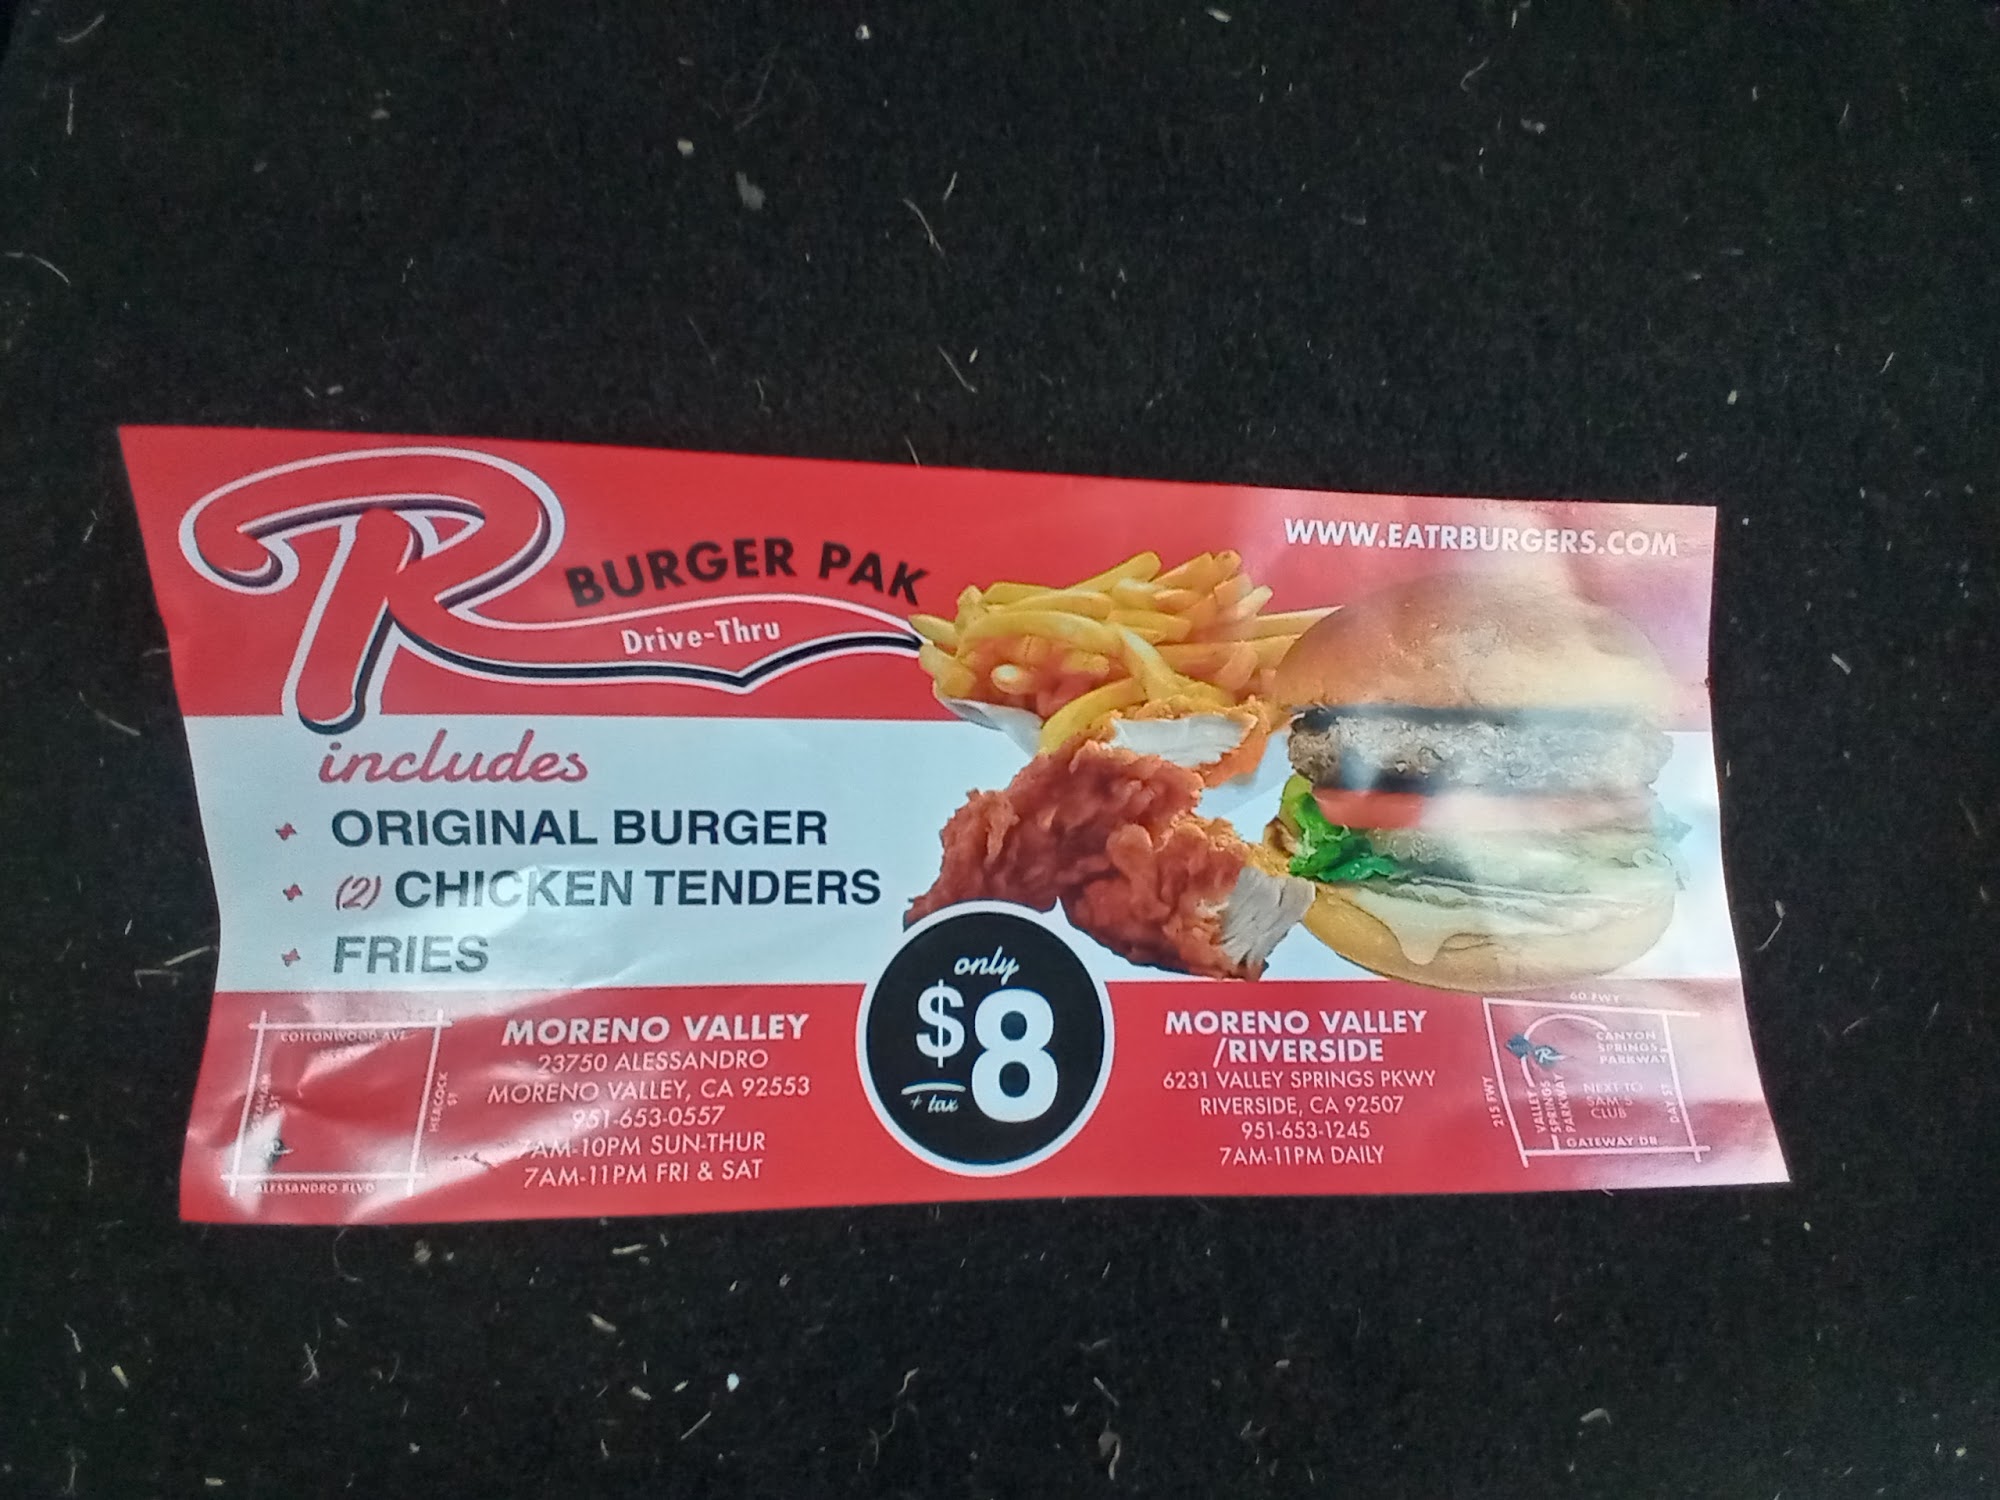 R
BURGER PAK
Drive-Thru
WWW.EATRBURGERS.COM
includes
ORIGINAL BURGER
(2) CHICKEN TENDERS
FRIES
only
$8
+ tax
COTTONWOOD AVE
GRAHAM ST
HEACOCK ST
ALESSANDRO BLVD
MORENO VALLEY
23750 ALESSANDRO
MORENO VALLEY, CA 92553
951-653-0557
7AM-10PM SUN-THUR
7AM-11PM FRI & SAT
MORENO VALLEY
/RIVERSIDE
6231 VALLEY SPRINGS PKWY
RIVERSIDE, CA 92507
951-653-1245
7AM-11PM DAILY
60 FWY
215 FWY
R
CANYON
SPRINGS
PARKWAY
VALLEY
SPRINGS
PARKWAY
NEXT TO
SAM'S
CLUB
DAY ST
GATEWAY DR